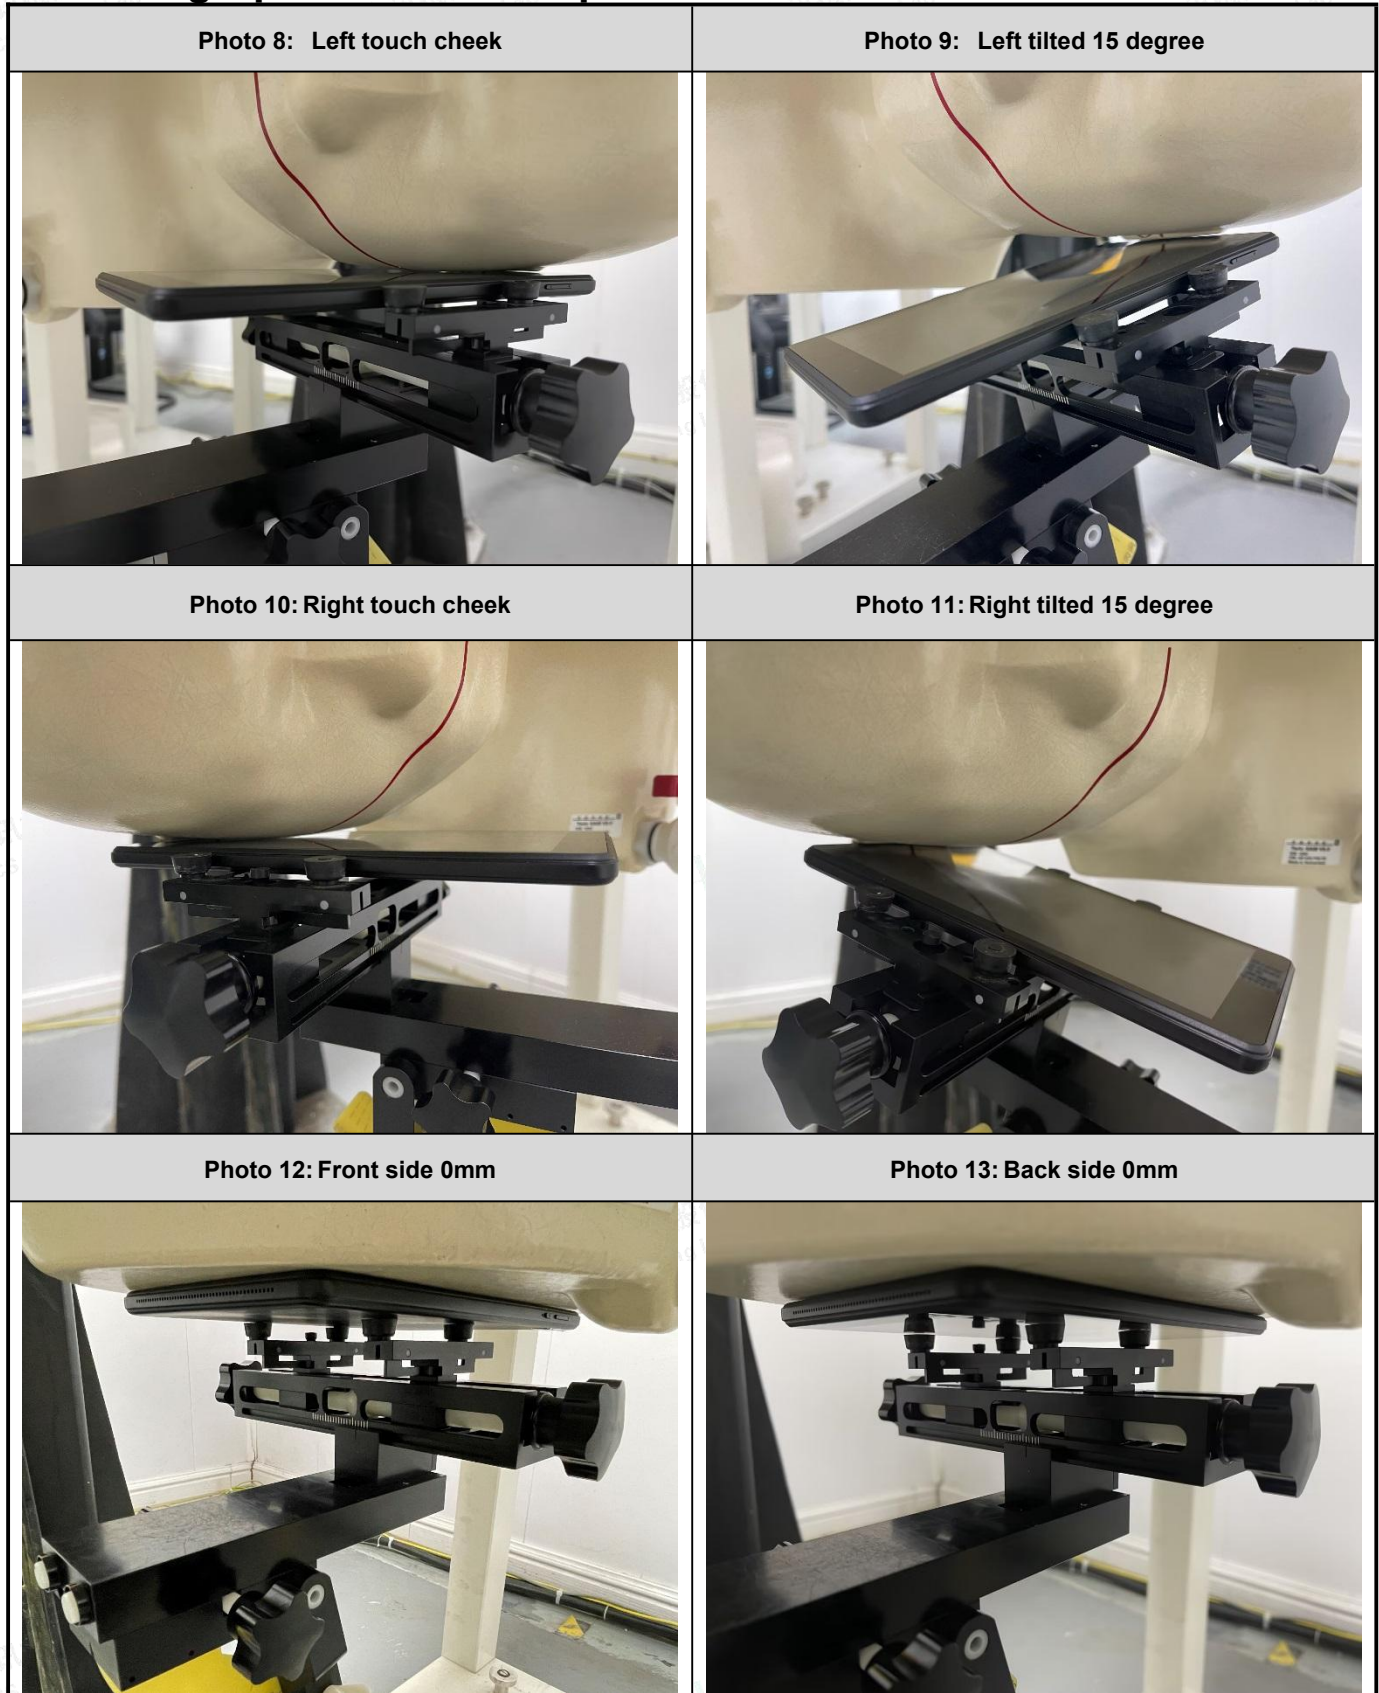 Photo 8: Left touch cheek
Photo 9: Left tilted 15 degree
Photo 10: Right touch cheek
Photo 11: Right tilted 15 degree
Photo 12: Front side 0mm
Photo 13: Back side 0mm